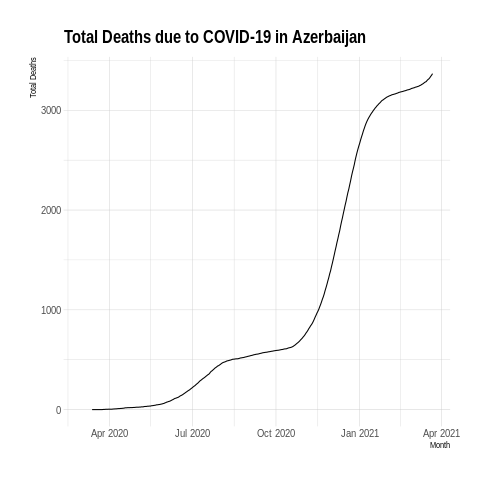 Total Deaths due to COVID-19 in Azerbaijan
Total Deaths
3000
2000
1000
0
Apr 2020 Jul 2020 Oct 2020 Jan 2021 Apr 2021
Month